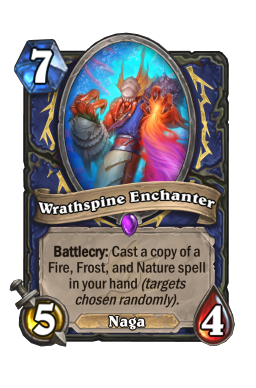 7
Wrathspine Enchanter
Battlecry: Cast a copy of a
Fire, Frost, and Nature spell
in your hand (targets
chosen randomly).
5
Naga
4